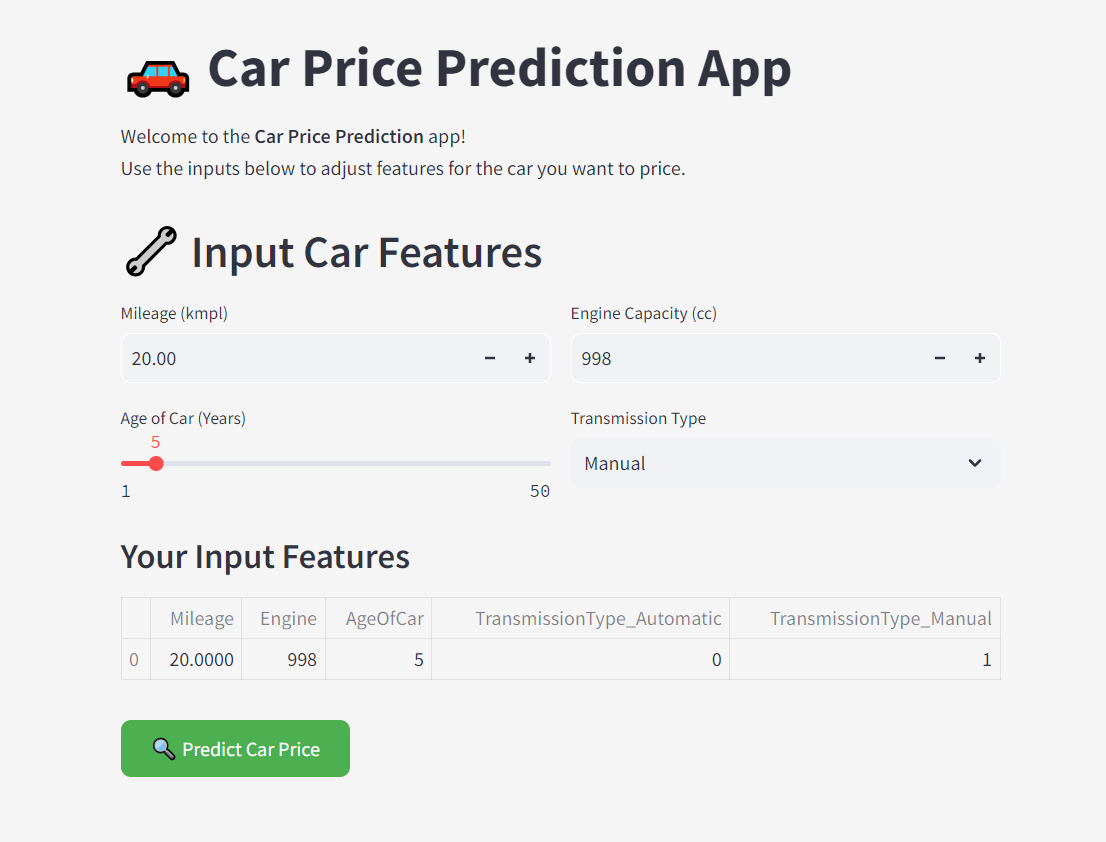 Car Price Prediction App
Welcome to the Car Price Prediction app!
Use the inputs below to adjust features for the car you want to price.
Input Car Features
Mileage (kmpl)
20.00
Engine Capacity (cc)
998
Age of Car (Years)
5
1 50
Transmission Type
Manual
Your Input Features
Mileage Engine AgeOfCar TransmissionType_Automatic TransmissionType_Manual
0 20.0000 998 5 0 1
Predict Car Price